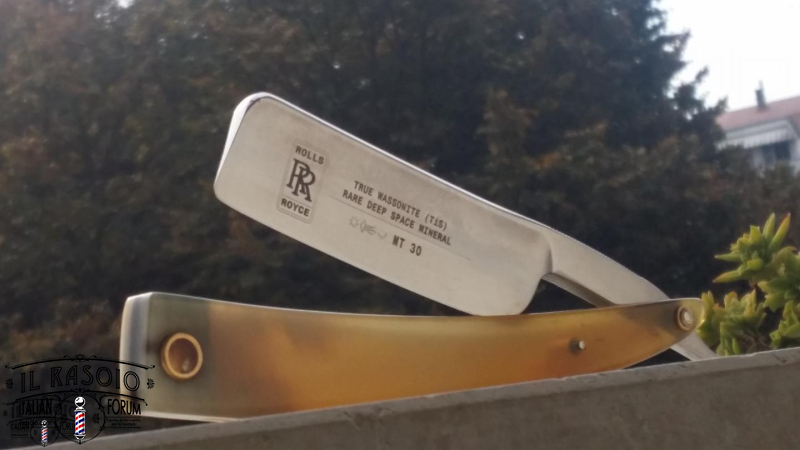 ROLLS
RR
ROYCE
TRUE WASSONITE (TiS)
RARE DEEP SPACE MINERAL
MT 30
IL RASOIO
ITALIAN FORUM